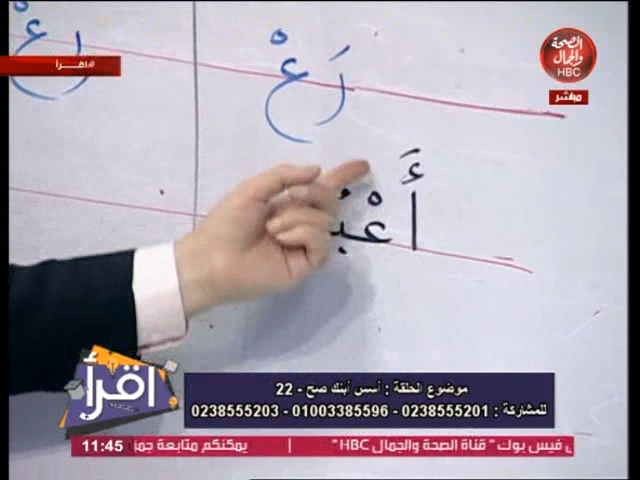 الصحة
والجمال
HBC
مباشر
#اقرأ
رَعْ
رَعْ
أَعْبُ
اقرأ
موضوع الحلقة : أسس أبنك صح - 22
للمشاركة : 0238555201 - 01003385596 - 0238555203
11:45
يمكنكم متابعة | فيس بوك " قناة الصحة والجمال HBC"